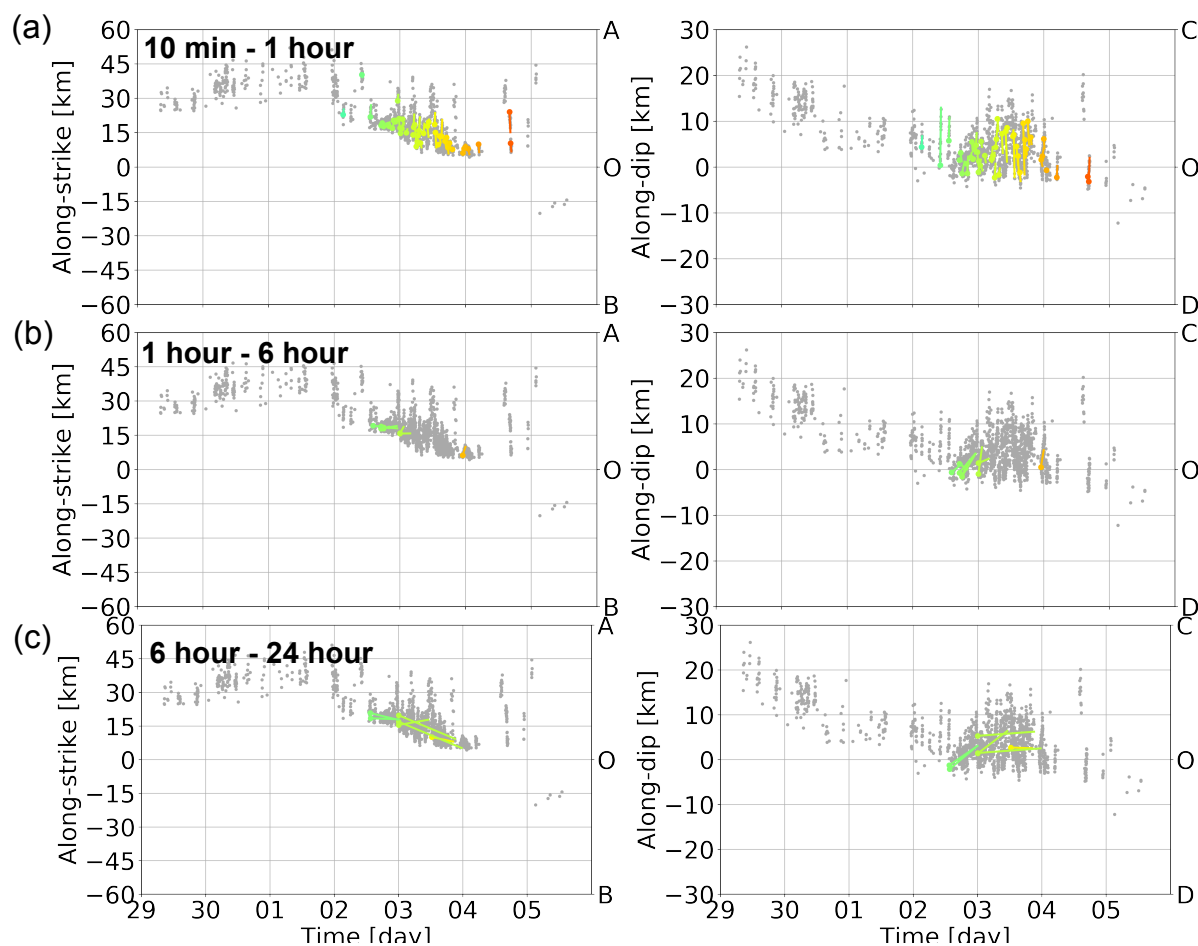 (a)
10 min - 1 hour
Along-strike [km]
60
45
30
15
0
−15
−30
−45
−60
A
O
B
Along-dip [km]
30
20
10
0
−10
−20
−30
C
O
D
(b)
1 hour - 6 hour
Along-strike [km]
60
45
30
15
0
−15
−30
−45
−60
A
O
B
Along-dip [km]
30
20
10
0
−10
−20
−30
C
O
D
(c)
6 hour - 24 hour
Along-strike [km]
60
45
30
15
0
−15
−30
−45
−60
A
O
B
29 30 01 02 03 04 05
Time [day]
Along-dip [km]
30
20
10
0
−10
−20
−30
C
O
D
29 30 01 02 03 04 05
Time [day]